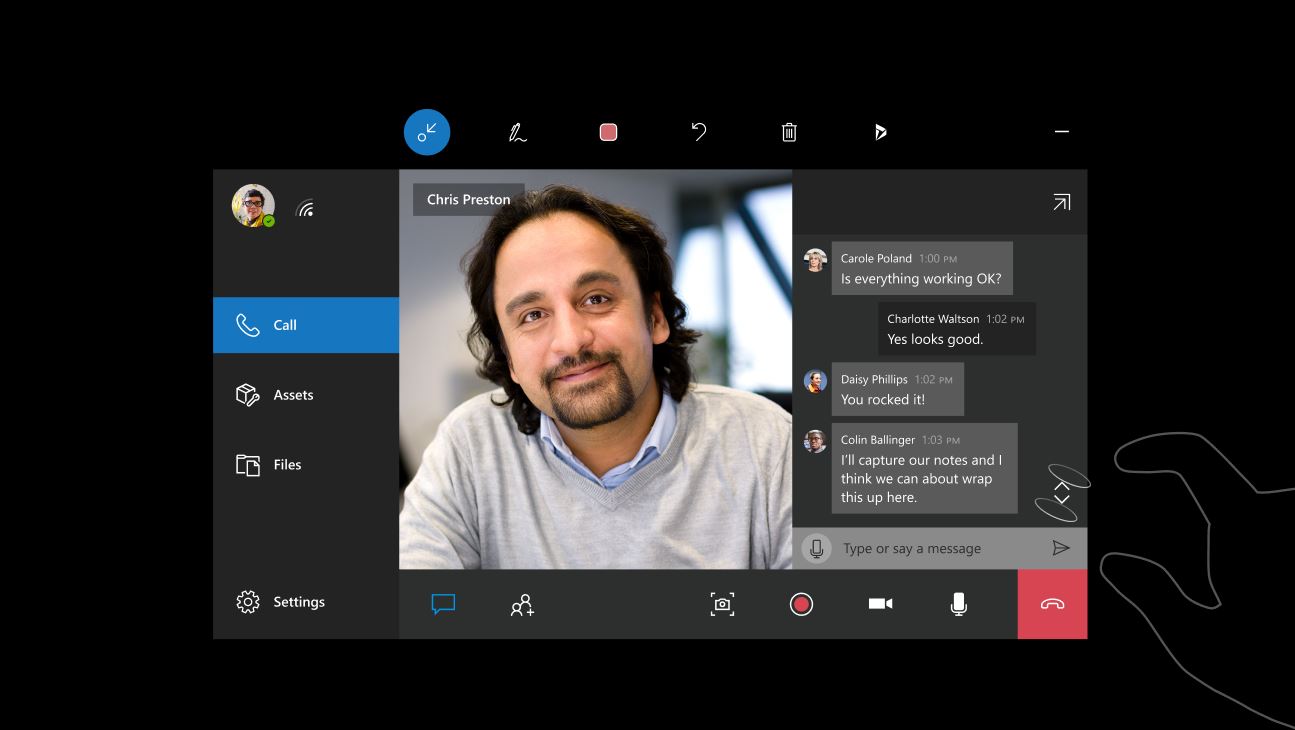 Chris Preston
Call
Assets
Files
Settings
Carole Poland 1:00 PM
Is everything working OK?
Charlotte Waltson 1:02 PM
Yes looks good.
Daisy Phillips 1:02 PM
You rocked it!
Colin Ballinger 1:03 PM
I'll capture our notes and I
think we can about wrap
this up here.
Type or say a message